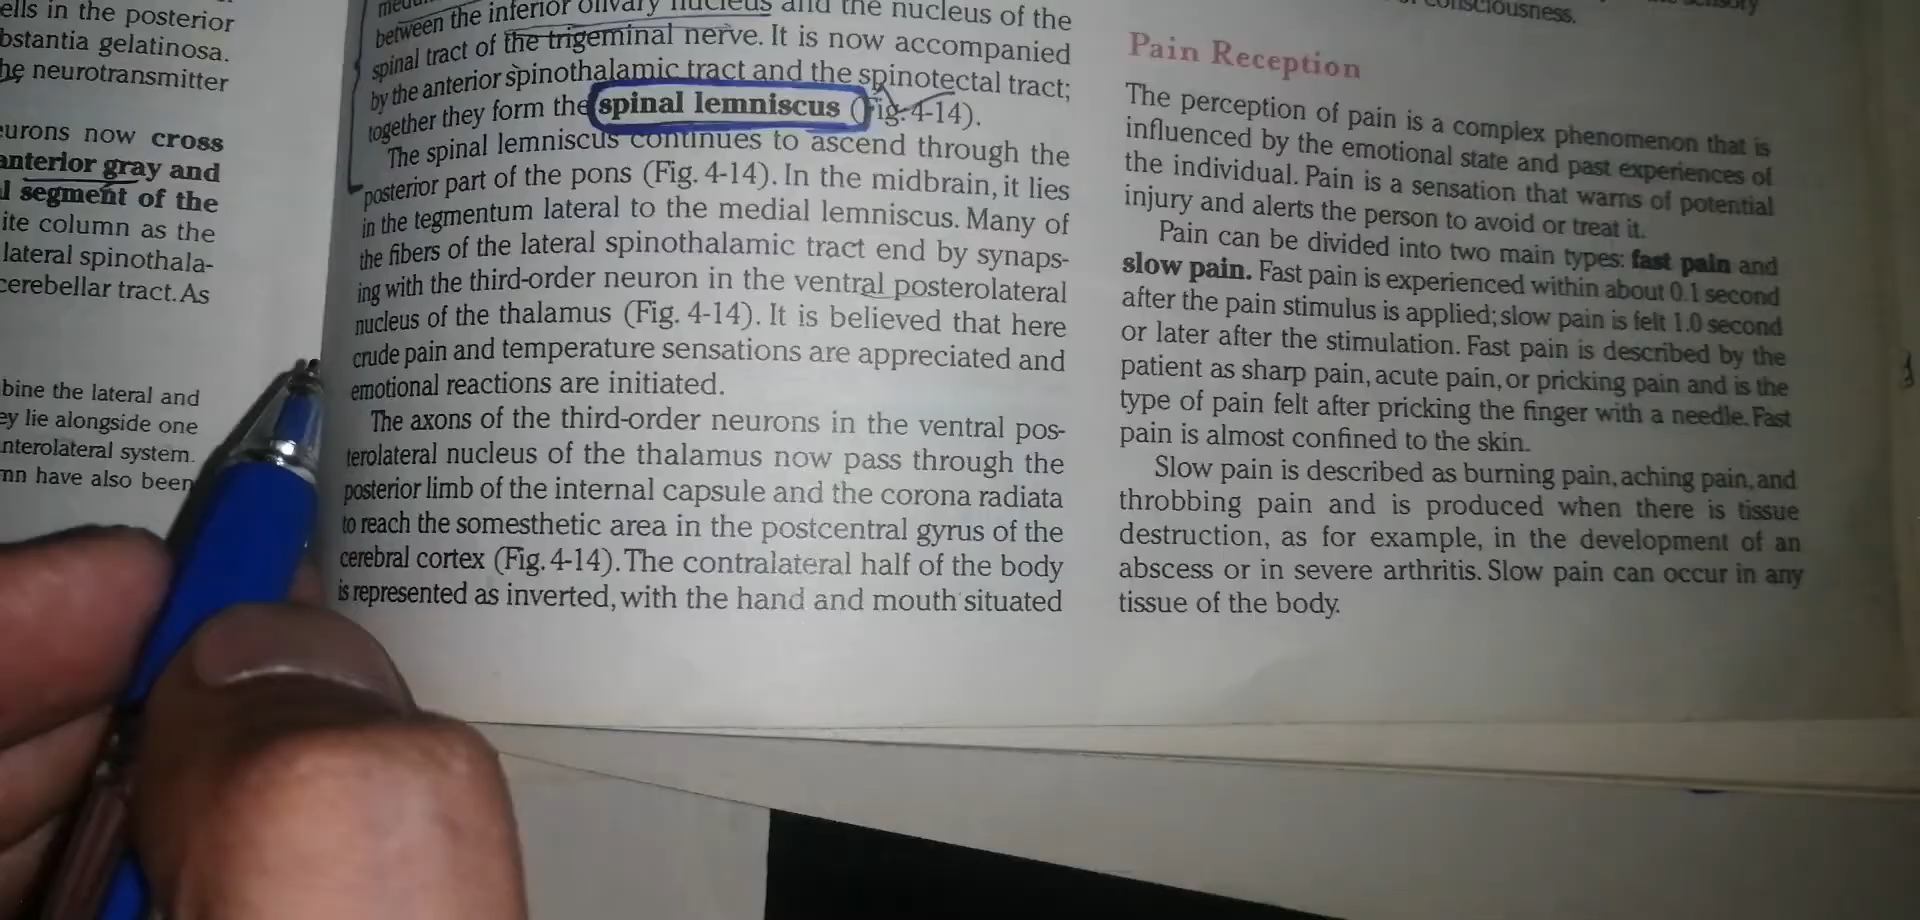 ells in the posterior
bstantia gelatinosa.
he neurotransmitter
eurons now cross
anterior gray and
l segment of the
ite column as the
lateral spinothala-
cerebellar tract. As
bine the lateral and
ey lie alongside one
nterolateral system.
mn have also been
between the inferior olivary nucleus and the nucleus of the
spinal tract of the trigeminal nerve. It is now accompanied
by the anterior spinothalamic tract and the spinotectal tract;
together they form the spinal lemniscus (Fig. 4-14).
The spinal lemniscus continues to ascend through the
posterior part of the pons (Fig. 4-14). In the midbrain, it lies
in the tegmentum lateral to the medial lemniscus. Many of
the fibers of the lateral spinothalamic tract end by synaps-
ing with the third-order neuron in the ventral posterolateral
nucleus of the thalamus (Fig. 4-14). It is believed that here
crude pain and temperature sensations are appreciated and
emotional reactions are initiated.
The axons of the third-order neurons in the ventral pos-
terolateral nucleus of the thalamus now pass through the
posterior limb of the internal capsule and the corona radiata
to reach the somesthetic area in the postcentral gyrus of the
cerebral cortex (Fig. 4-14). The contralateral half of the body
is represented as inverted, with the hand and mouth situated
consciousness.
Pain Reception
The perception of pain is a complex phenomenon that is
influenced by the emotional state and past experiences of
the individual. Pain is a sensation that warns of potential
injury and alerts the person to avoid or treat it.
Pain can be divided into two main types: fast pain and
slow pain. Fast pain is experienced within about 0.1 second
after the pain stimulus is applied; slow pain is felt 1.0 second
or later after the stimulation. Fast pain is described by the
patient as sharp pain, acute pain, or pricking pain and is the
type of pain felt after pricking the finger with a needle. Fast
pain is almost confined to the skin.
Slow pain is described as burning pain, aching pain, and
throbbing pain and is produced when there is tissue
destruction, as for example, in the development of an
abscess or in severe arthritis. Slow pain can occur in any
tissue of the body.